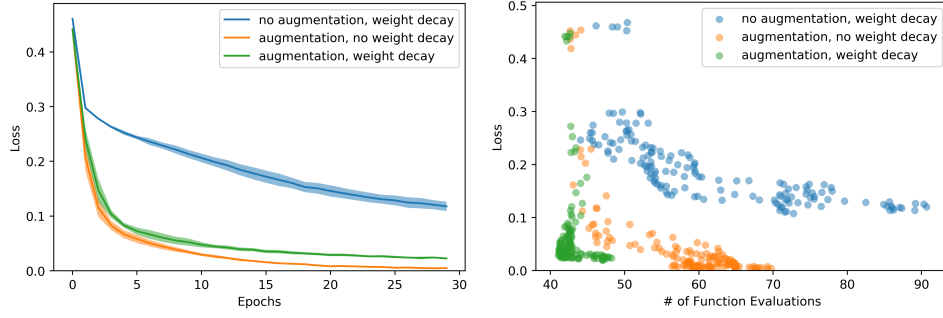 no augmentation, weight decay
augmentation, no weight decay
augmentation, weight decay
Loss
0.4
0.3
0.2
0.1
0.0
0 5 10 15 20 25 30
Epochs
no augmentation, weight decay
augmentation, no weight decay
augmentation, weight decay
Loss
0.5
0.4
0.3
0.2
0.1
0.0
40 50 60 70 80 90
# of Function Evaluations